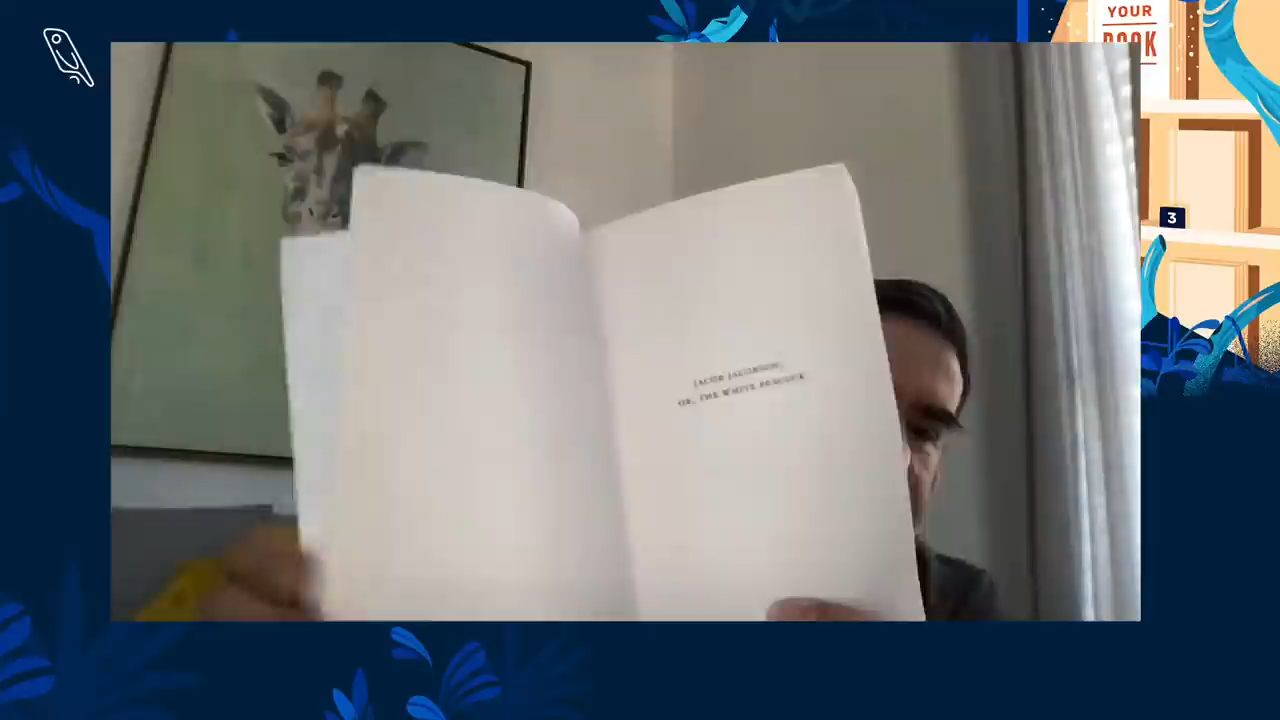 YOUR
BOOK
3
JACOB JACOBSON;
OR, THE WHITE PEACOCK